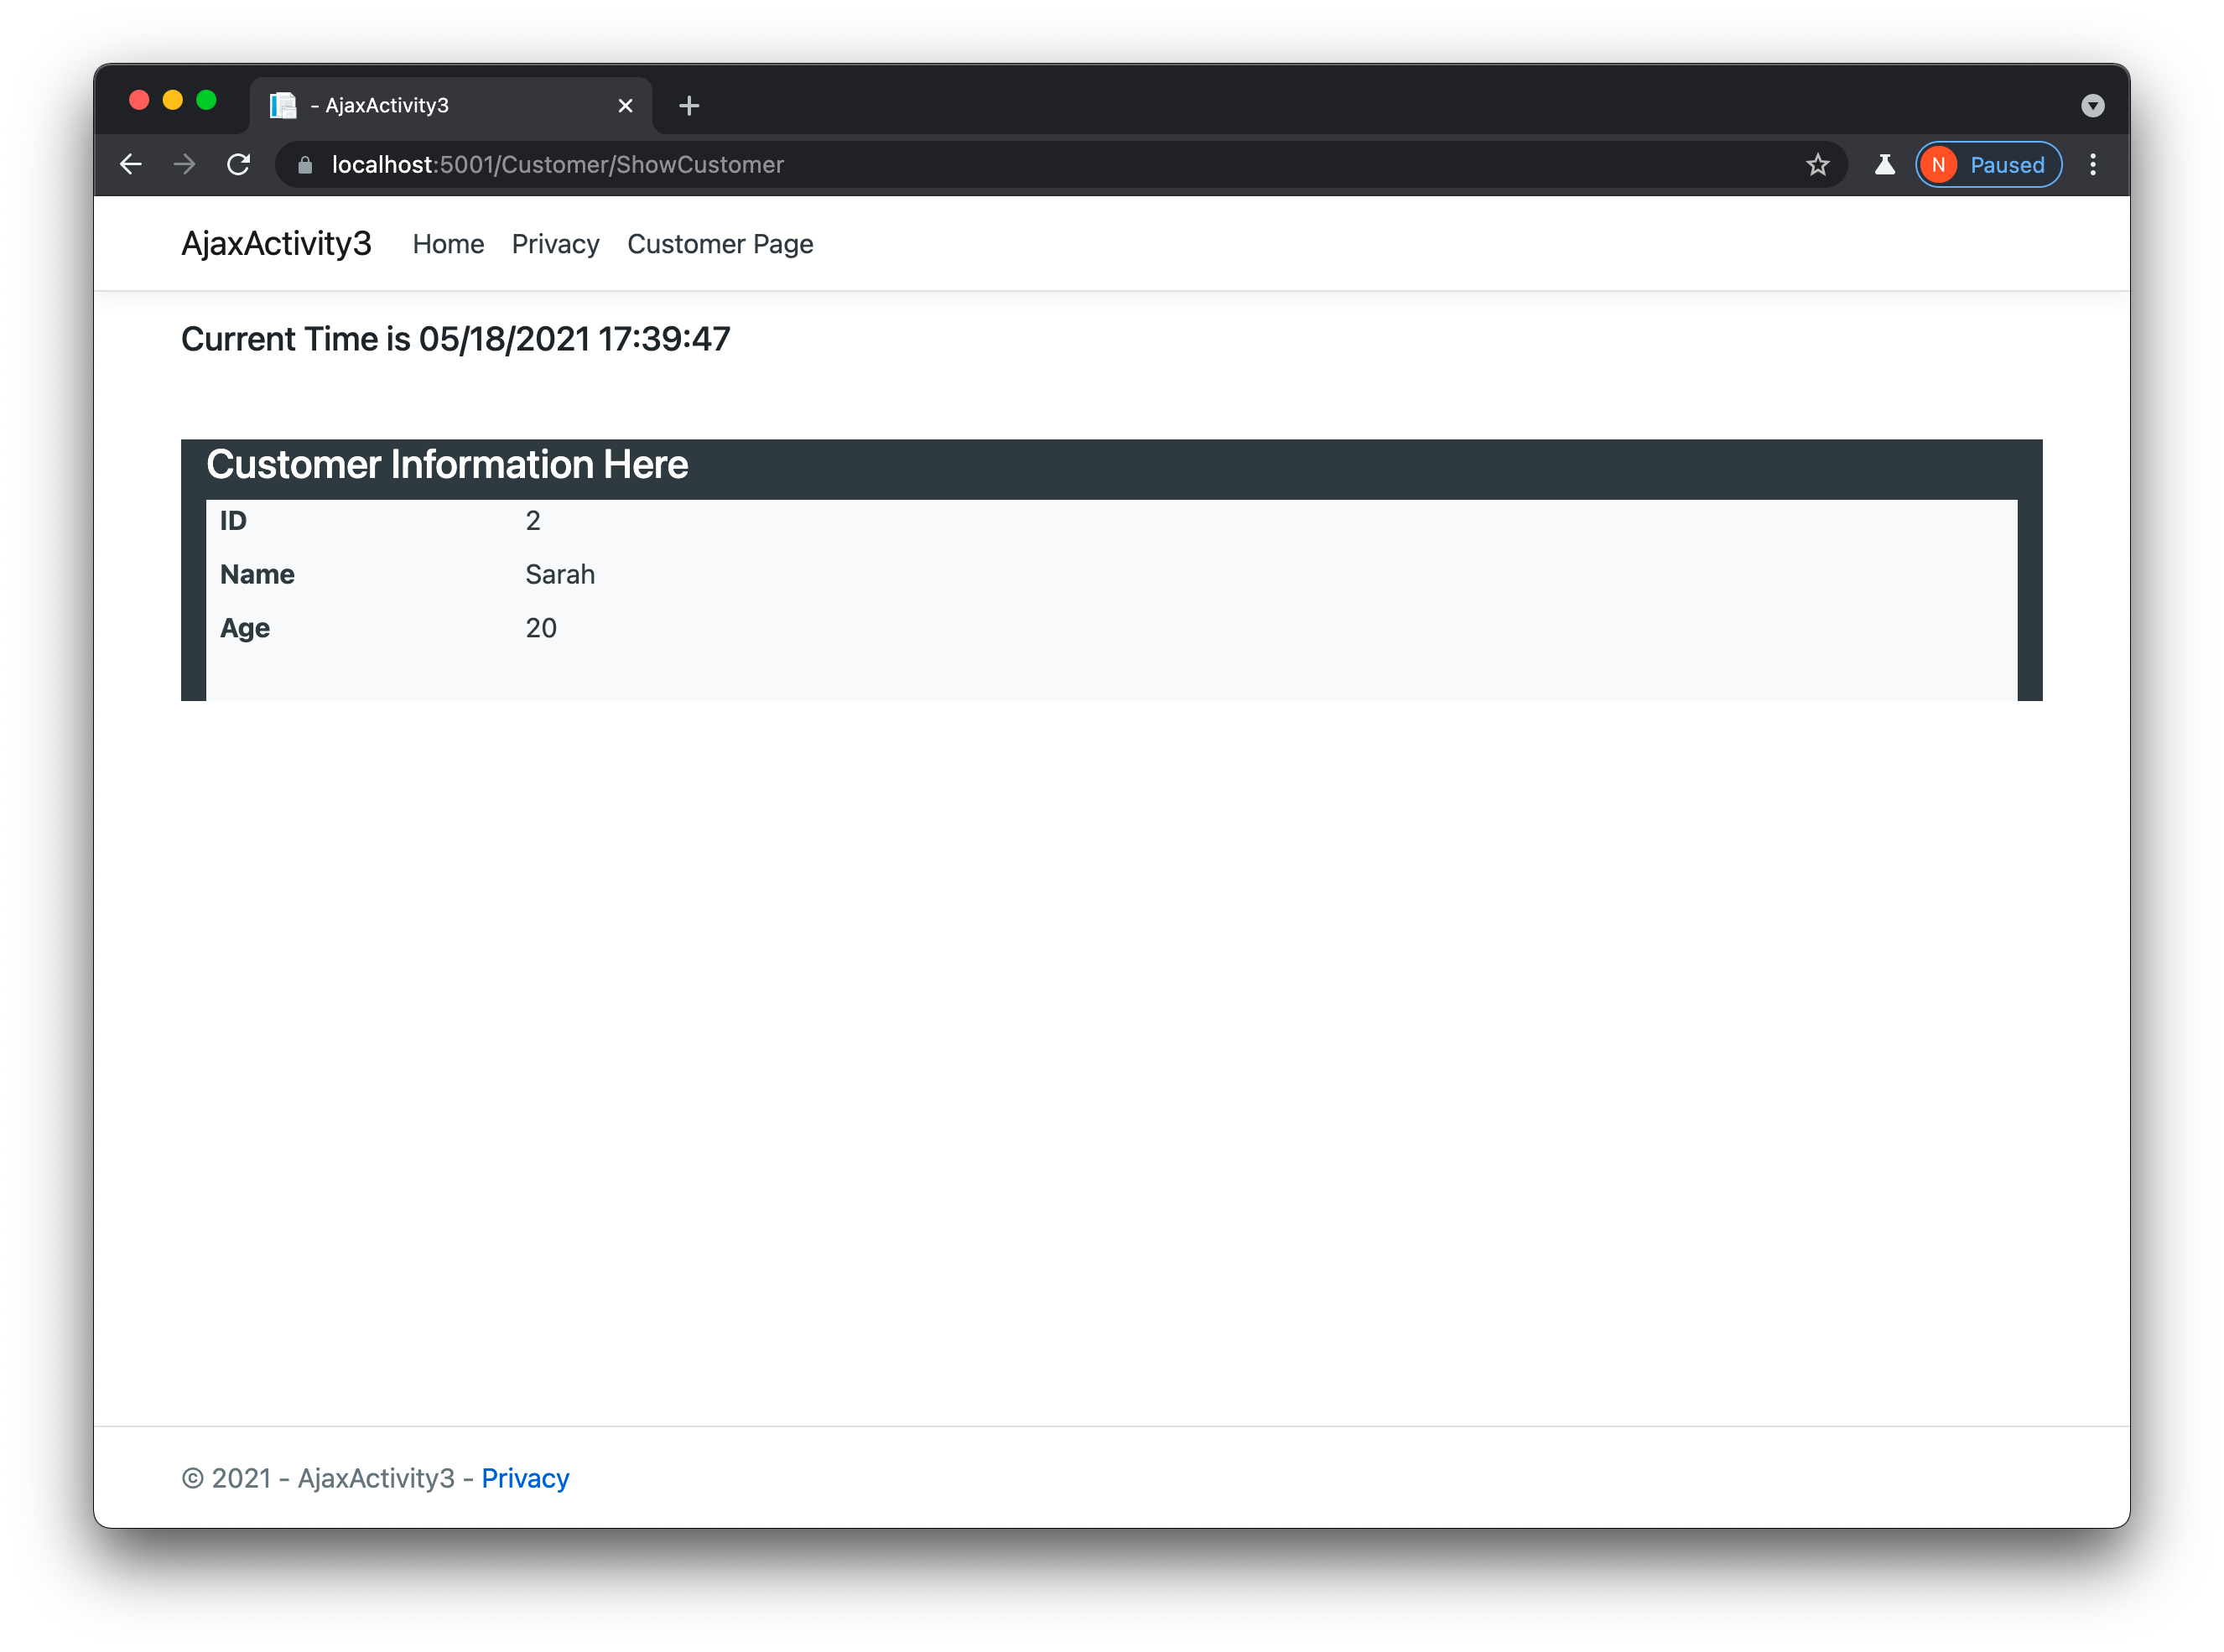 - AjaxActivity3
localhost:5001/Customer/ShowCustomer
N Paused
AjaxActivity3 Home Privacy Customer Page
Current Time is 05/18/2021 17:39:47
Customer Information Here
ID 2
Name Sarah
Age 20
© 2021 - AjaxActivity3 - Privacy